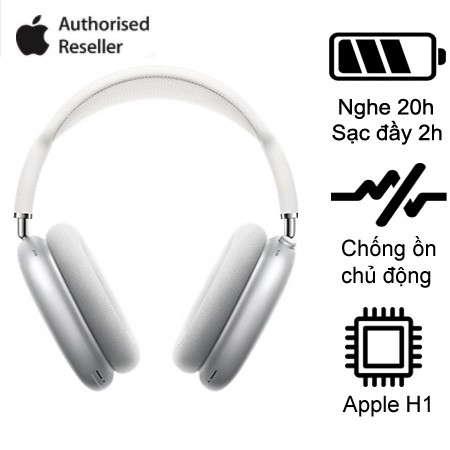 Authorised
Reseller
Nghe 20h
Sạc đầy 2h
Chống ồn
chủ động
Apple H1